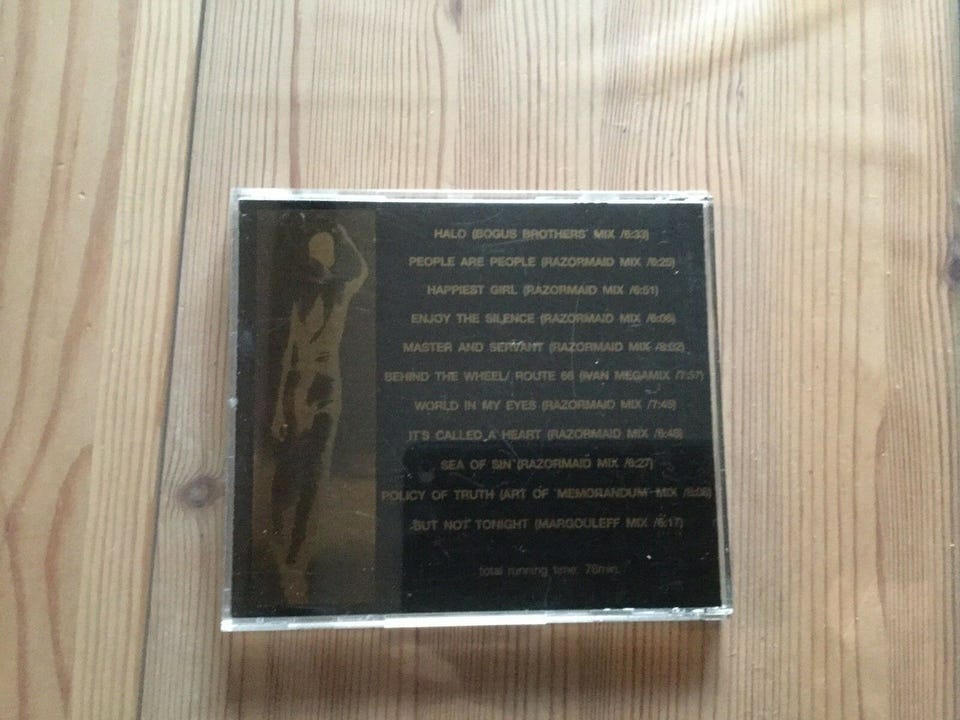 HALO (BOGUS BROTHERS' MIX /6:33)
PEOPLE ARE PEOPLE (RAZORMAID MIX /6:25)
HAPPIEST GIRL (RAZORMAID MIX /6:51)
ENJOY THE SILENCE (RAZORMAID MIX /6:06)
MASTER AND SERVANT (RAZORMAID MIX /8:02)
BEHIND THE WHEEL/ ROUTE 66 (IVAN MEGAMIX /7:57)
WORLD IN MY EYES (RAZORMAID MIX /7:45)
IT'S CALLED A HEART (RAZORMAID MIX /6:48)
SEA OF SIN (RAZORMAID MIX /6:27)
POLICY OF TRUTH (ART OF "MEMORANDUM" MIX /8:08)
BUT NOT TONIGHT (MARGOULEFF MIX /6:17)
total running time: 76min.